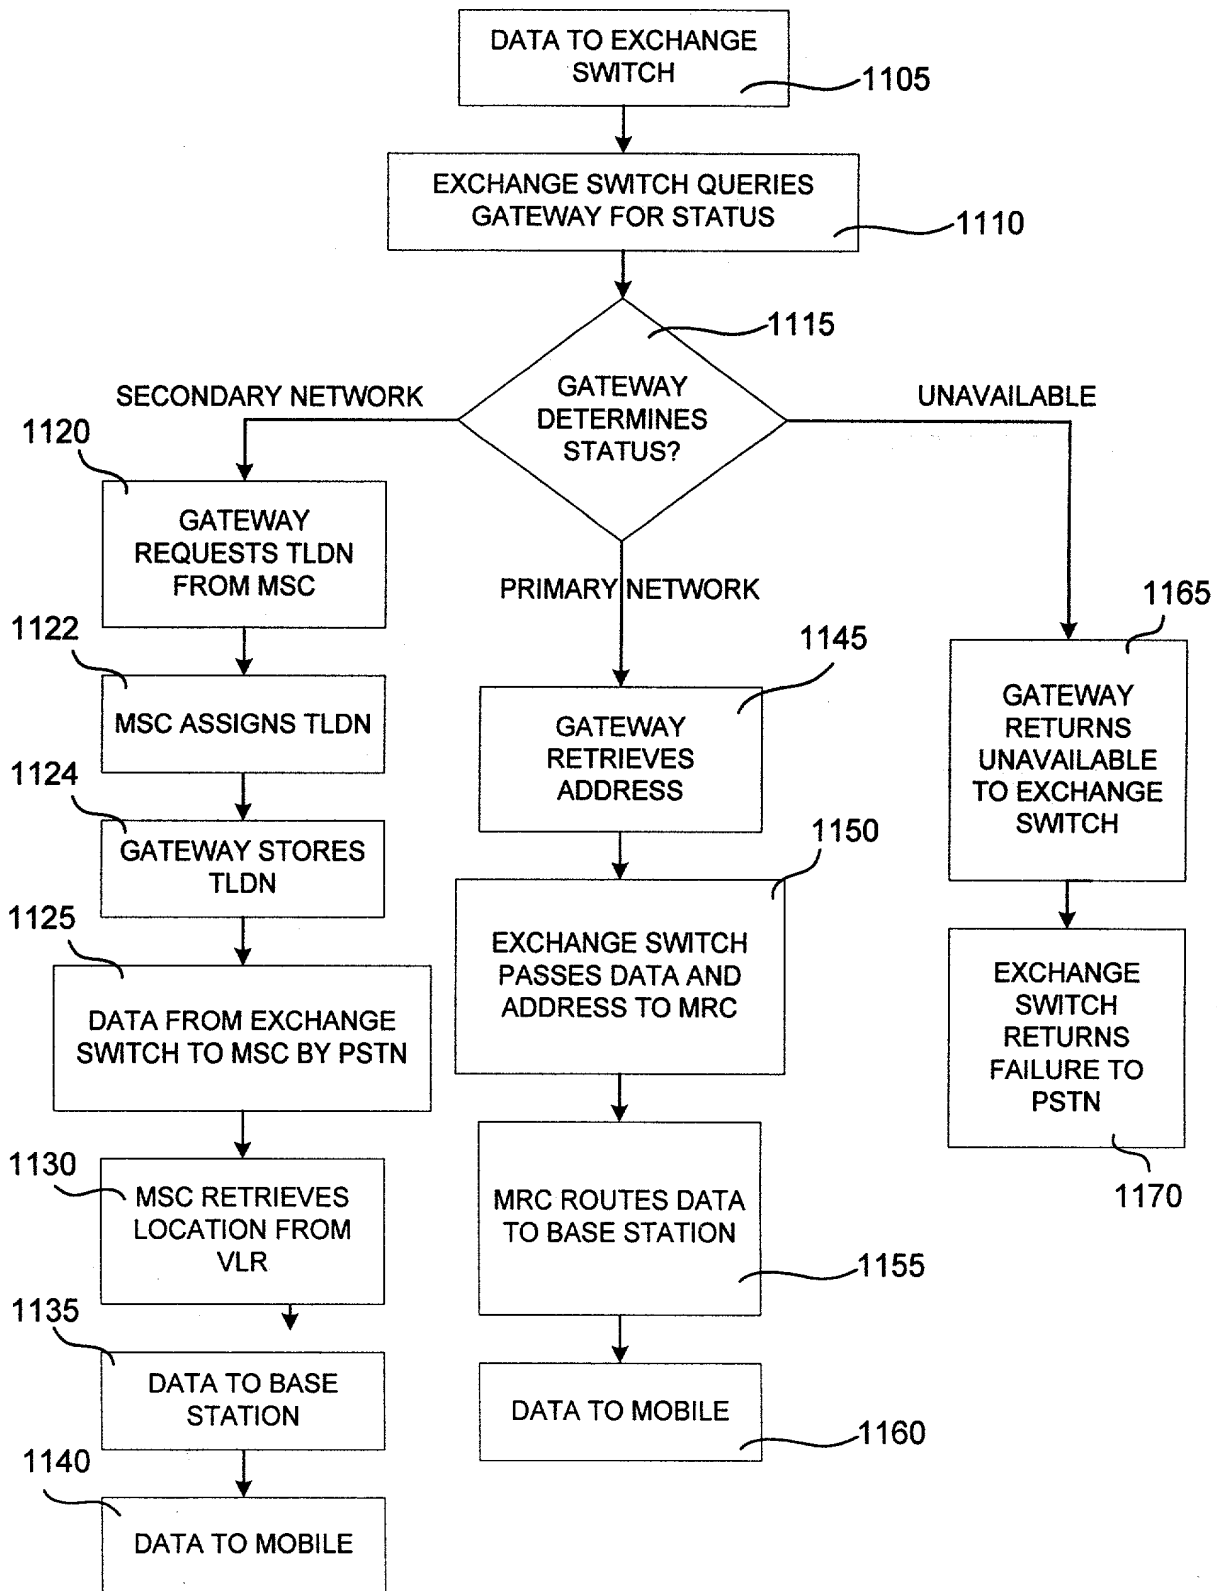 DATA TO EXCHANGE
SWITCH
1105
EXCHANGE SWITCH QUERIES
GATEWAY FOR STATUS
1110
1115
GATEWAY
DETERMINES
STATUS?
SECONDARY NETWORK
UNAVAILABLE
PRIMARY NETWORK
1120
GATEWAY
REQUESTS TLDN
FROM MSC
1122
MSC ASSIGNS TLDN
1124
GATEWAY STORES
TLDN
1125
DATA FROM EXCHANGE
SWITCH TO MSC BY PSTN
1130
MSC RETRIEVES
LOCATION FROM
VLR
1135
DATA TO BASE
STATION
1140
DATA TO MOBILE
1145
GATEWAY
RETRIEVES
ADDRESS
1150
EXCHANGE SWITCH
PASSES DATA AND
ADDRESS TO MRC
MRC ROUTES DATA
TO BASE STATION
1155
DATA TO MOBILE
1160
1165
GATEWAY
RETURNS
UNAVAILABLE
TO EXCHANGE
SWITCH
EXCHANGE
SWITCH
RETURNS
FAILURE TO
PSTN
1170